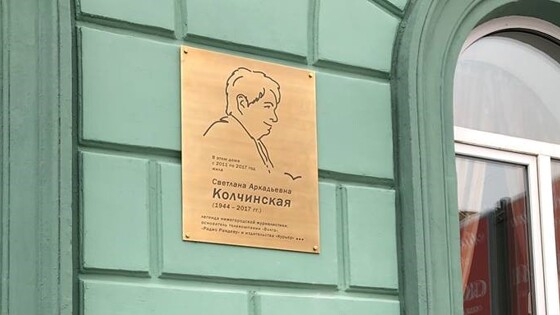 В этом доме
с 2012 по 2017 год
жила
Светлана Аркадьевна
Колчинская
(1944 – 2017 гг.)
легенда нижегородской журналистики,
основатель телекомпании «Волга»,
«Радио Рандеву» и издательства «Курьер»